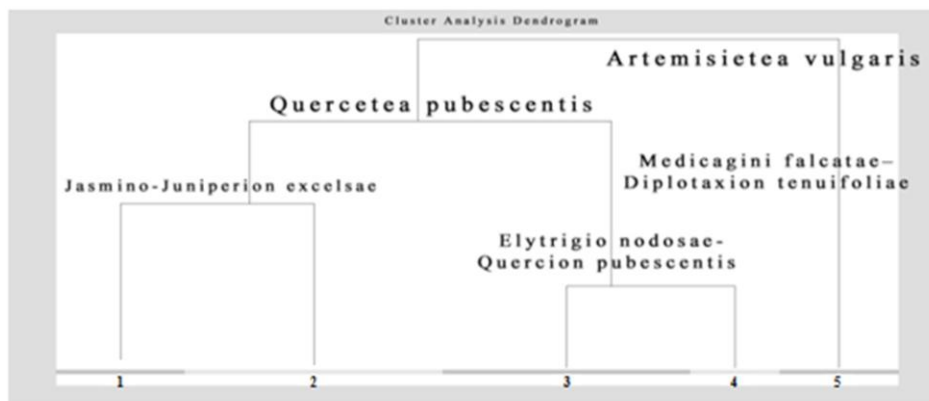 Cluster Analysis Dendrogram
Artemisietea vulgaris
Quercetea pubescentis
Medicagini falcatae–
Diplotaxion tenuifoliae
Jasmino-Juniperion excelsae
Elytrigio nodosae-
Quercion pubescentis
1 2 3 4 5